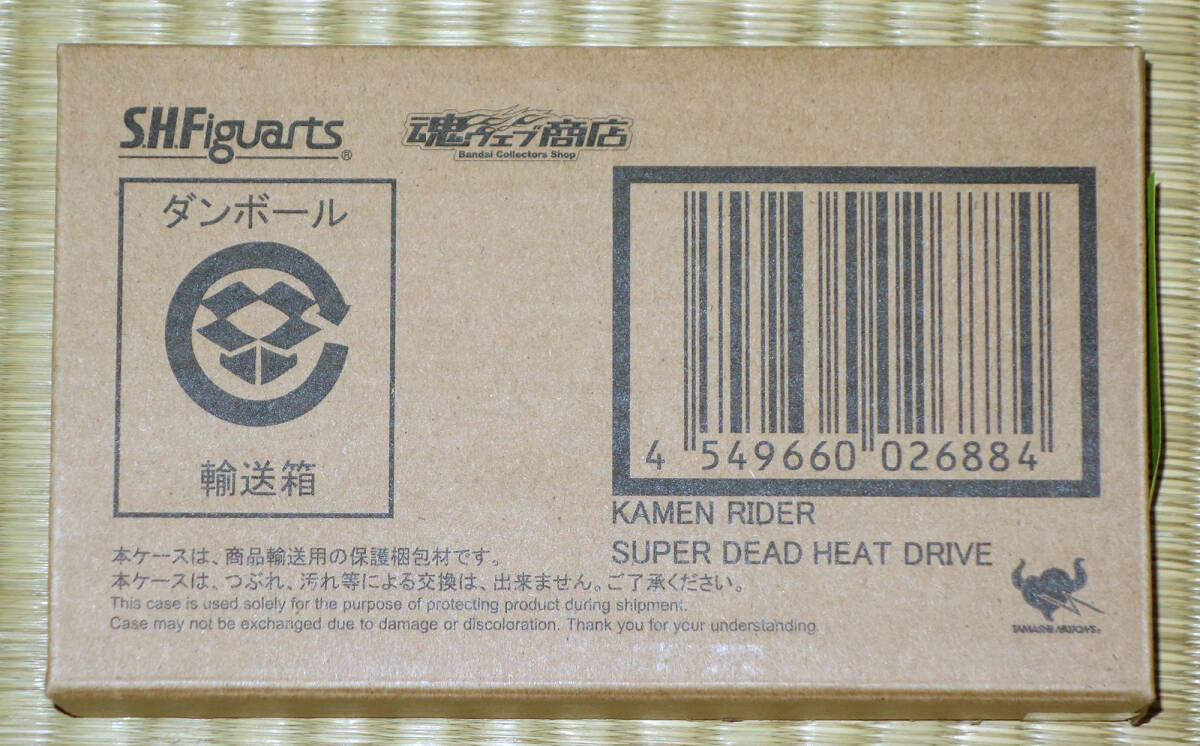 S.H.Figuarts®
魂ウェブ商店
Bandai Collectors Shop
ダンボール
輸送箱
4 549660 026884
KAMEN RIDER
SUPER DEAD HEAT DRIVE
本ケースは、商品輸送用の保護梱包材です。
本ケースは、つぶれ、汚れ等による交換は、出来ません。ご了承ください。
This case is used solely for the purpose of protecting product during shipment.
Case may not be exchanged due to damage or discoloration. Thank you for your understanding.
TAMASHII NATIONS